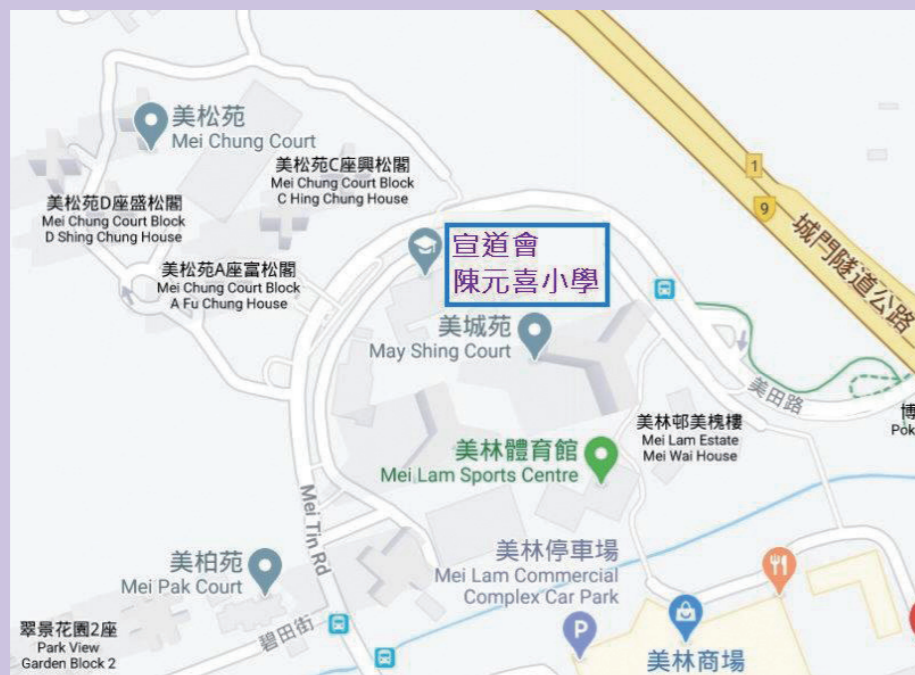 美松苑
Mei Chung Court
美松苑C座興松閣
Mei Chung Court Block
C Hing Chung House
美松苑D座盛松閣
Mei Chung Court Block
D Shing Chung House
美松苑A座富松閣
Mei Chung Court Block
A Fu Chung House
宣道會
陳元喜小學
1
9
城門隧道公路
美城苑
May Shing Court
美田路
美林邨美槐樓
Mei Lam Estate
Mei Wai House
博
Pok
美林體育館
Mei Lam Sports Centre
Mei Tin Rd
美柏苑
Mei Pak Court
美林停車場
Mei Lam Commercial
Complex Car Park
P
碧田街
翠景花園2座
Park View
Garden Block 2
美林商場